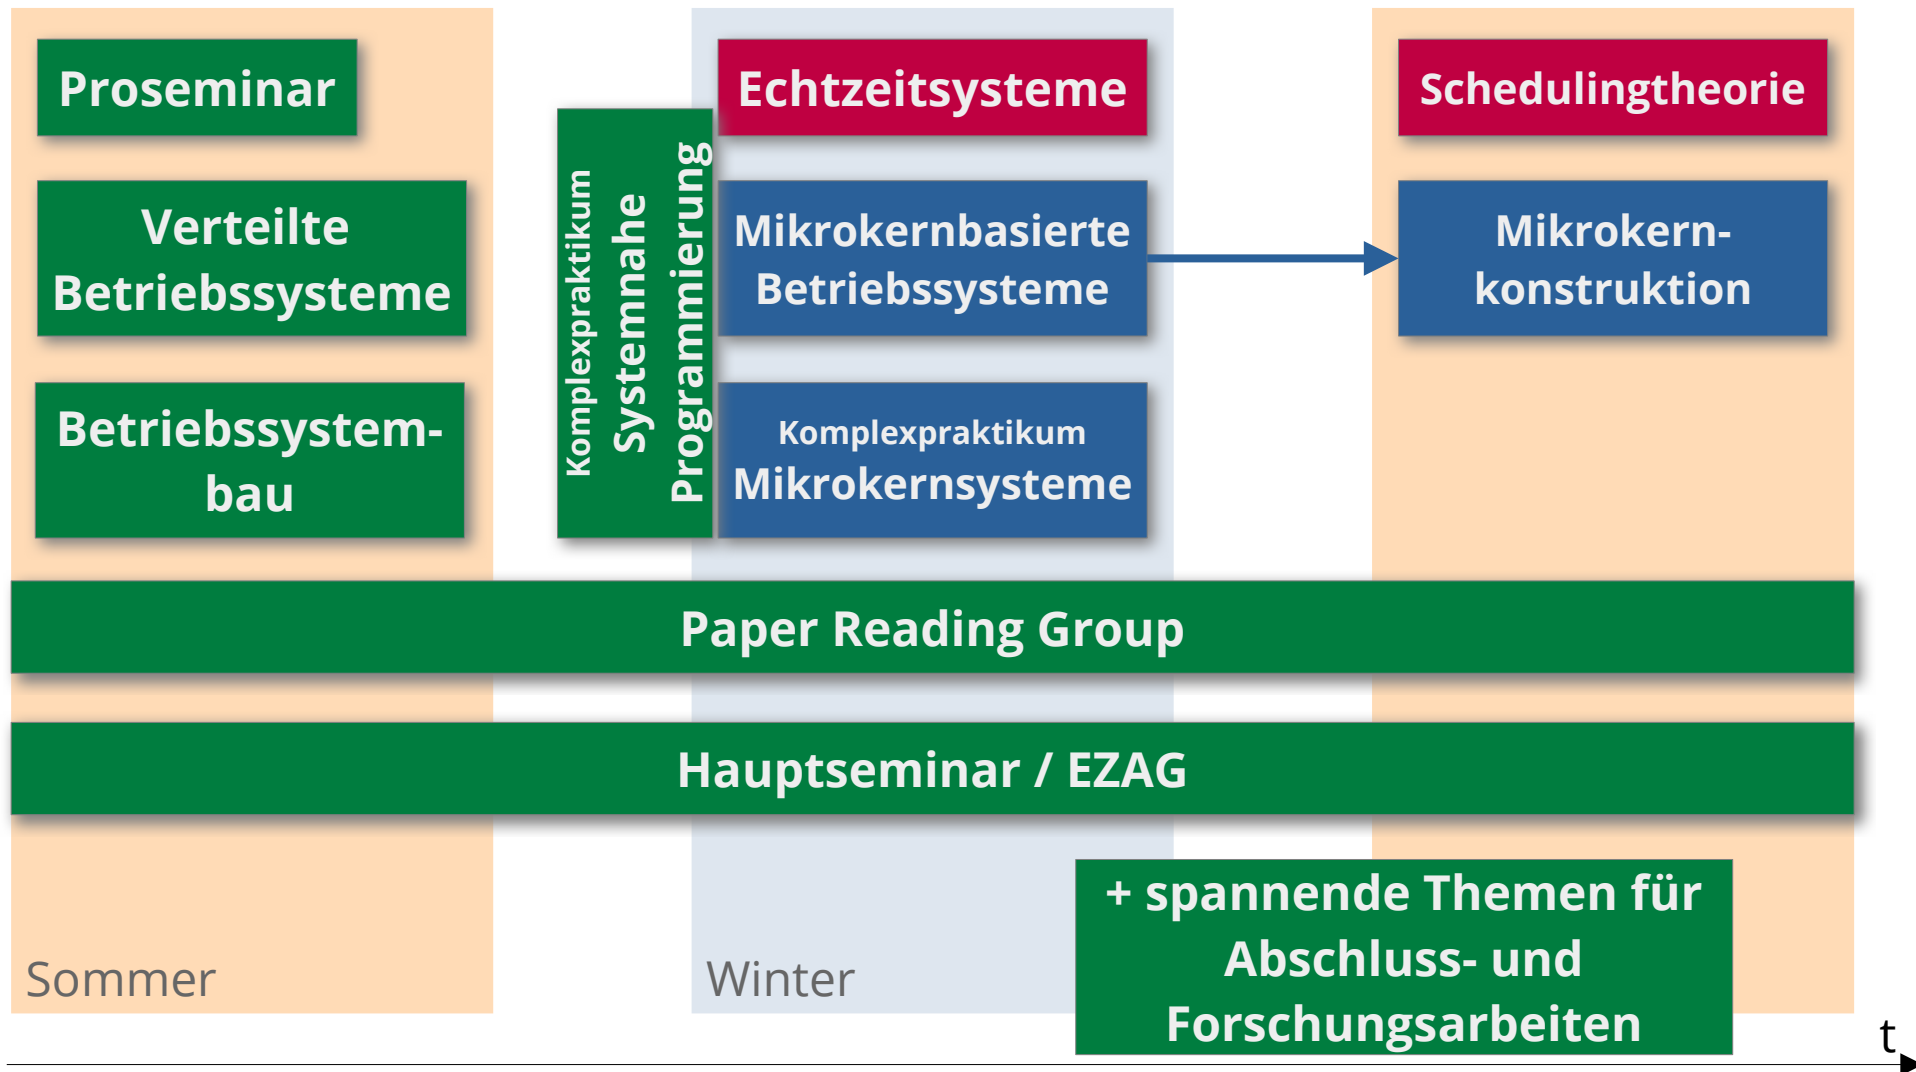 Proseminar
Verteilte
Betriebssysteme
Betriebssystem-
bau
Komplexpraktikum
Systemnahe
Programmierung
Echtzeitsysteme
Mikrokernbasierte
Betriebssysteme
Komplexpraktikum
Mikrokernsysteme
Schedulingtheorie
Mikrokern-
konstruktion
Paper Reading Group
Hauptseminar / EZAG
+ spannende Themen für
Abschluss- und
Forschungsarbeiten
Sommer
Winter
t